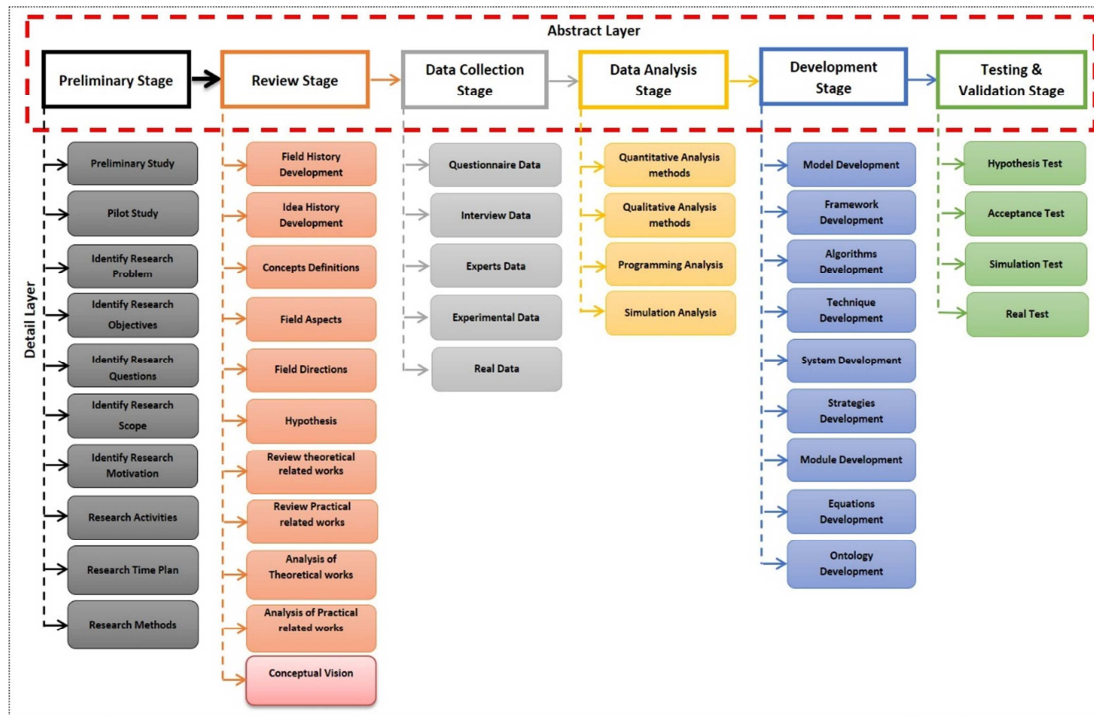 Abstract Layer
Preliminary Stage
Review Stage
Data Collection
Stage
Data Analysis
Stage
Development
Stage
Testing &
Validation Stage
Detail Layer
Preliminary Study
Pilot Study
Identify Research
Problem
Identify Research
Objectives
Identify Research
Questions
Identify Research
Scope
Identify Research
Motivation
Research Activities
Research Time Plan
Research Methods
Field History
Development
Idea History
Development
Concepts Definitions
Field Aspects
Field Directions
Hypothesis
Review theoretical
related works
Review Practical
related works
Analysis of
Theoretical works
Analysis of Practical
related works
Conceptual Vision
Questionnaire Data
Interview Data
Experts Data
Experimental Data
Real Data
Quantitative Analysis
methods
Qualitative Analysis
methods
Programming Analysis
Simulation Analysis
Model Development
Framework
Development
Algorithms
Development
Technique
Development
System Development
Strategies
Development
Module Development
Equations
Development
Ontology
Development
Hypothesis Test
Acceptance Test
Simulation Test
Real Test